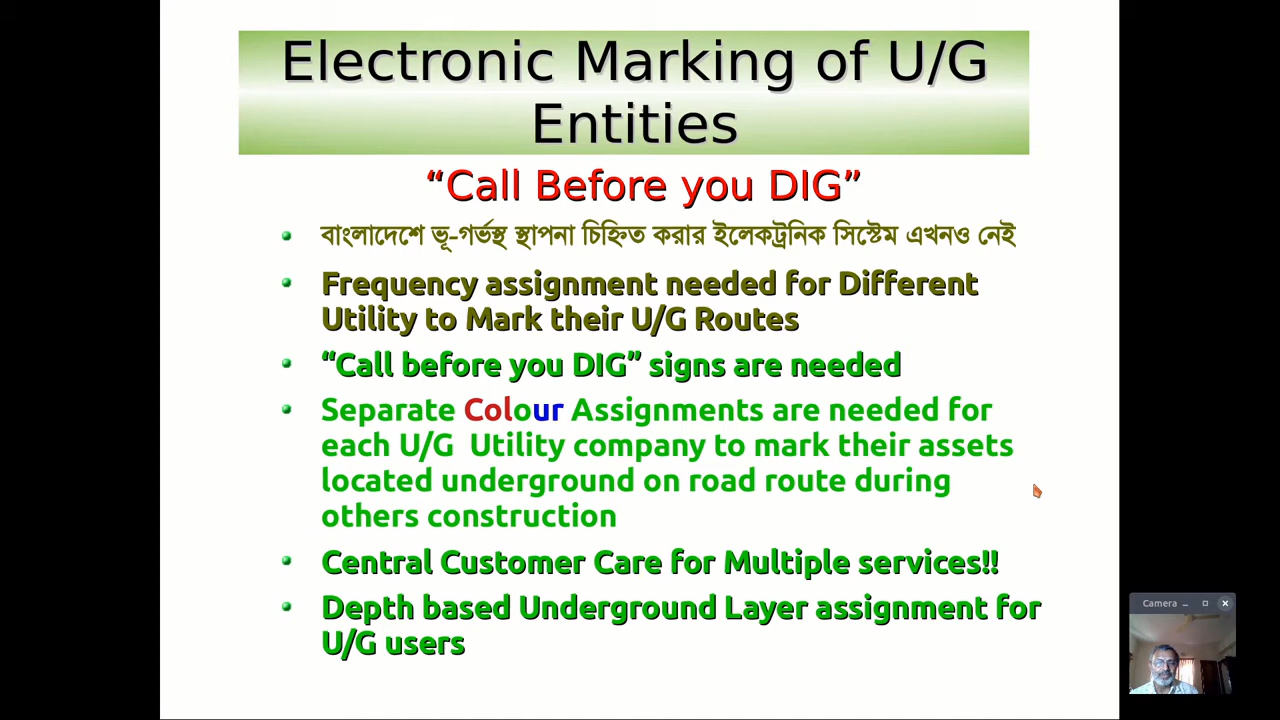 Electronic Marking of U/G
Entities
“Call Before you DIG”
বাংলাদেশে ভূ-গর্ভস্থ স্থাপনা চিহ্নিত করার ইলেকট্রনিক সিস্টেম এখনও নেই
Frequency assignment needed for Different
Utility to Mark their U/G Routes
“Call before you DIG” signs are needed
Separate Colour Assignments are needed for
each U/G Utility company to mark their assets
located underground on road route during
others construction
Central Customer Care for Multiple services!!
Depth based Underground Layer assignment for
U/G users
Camera